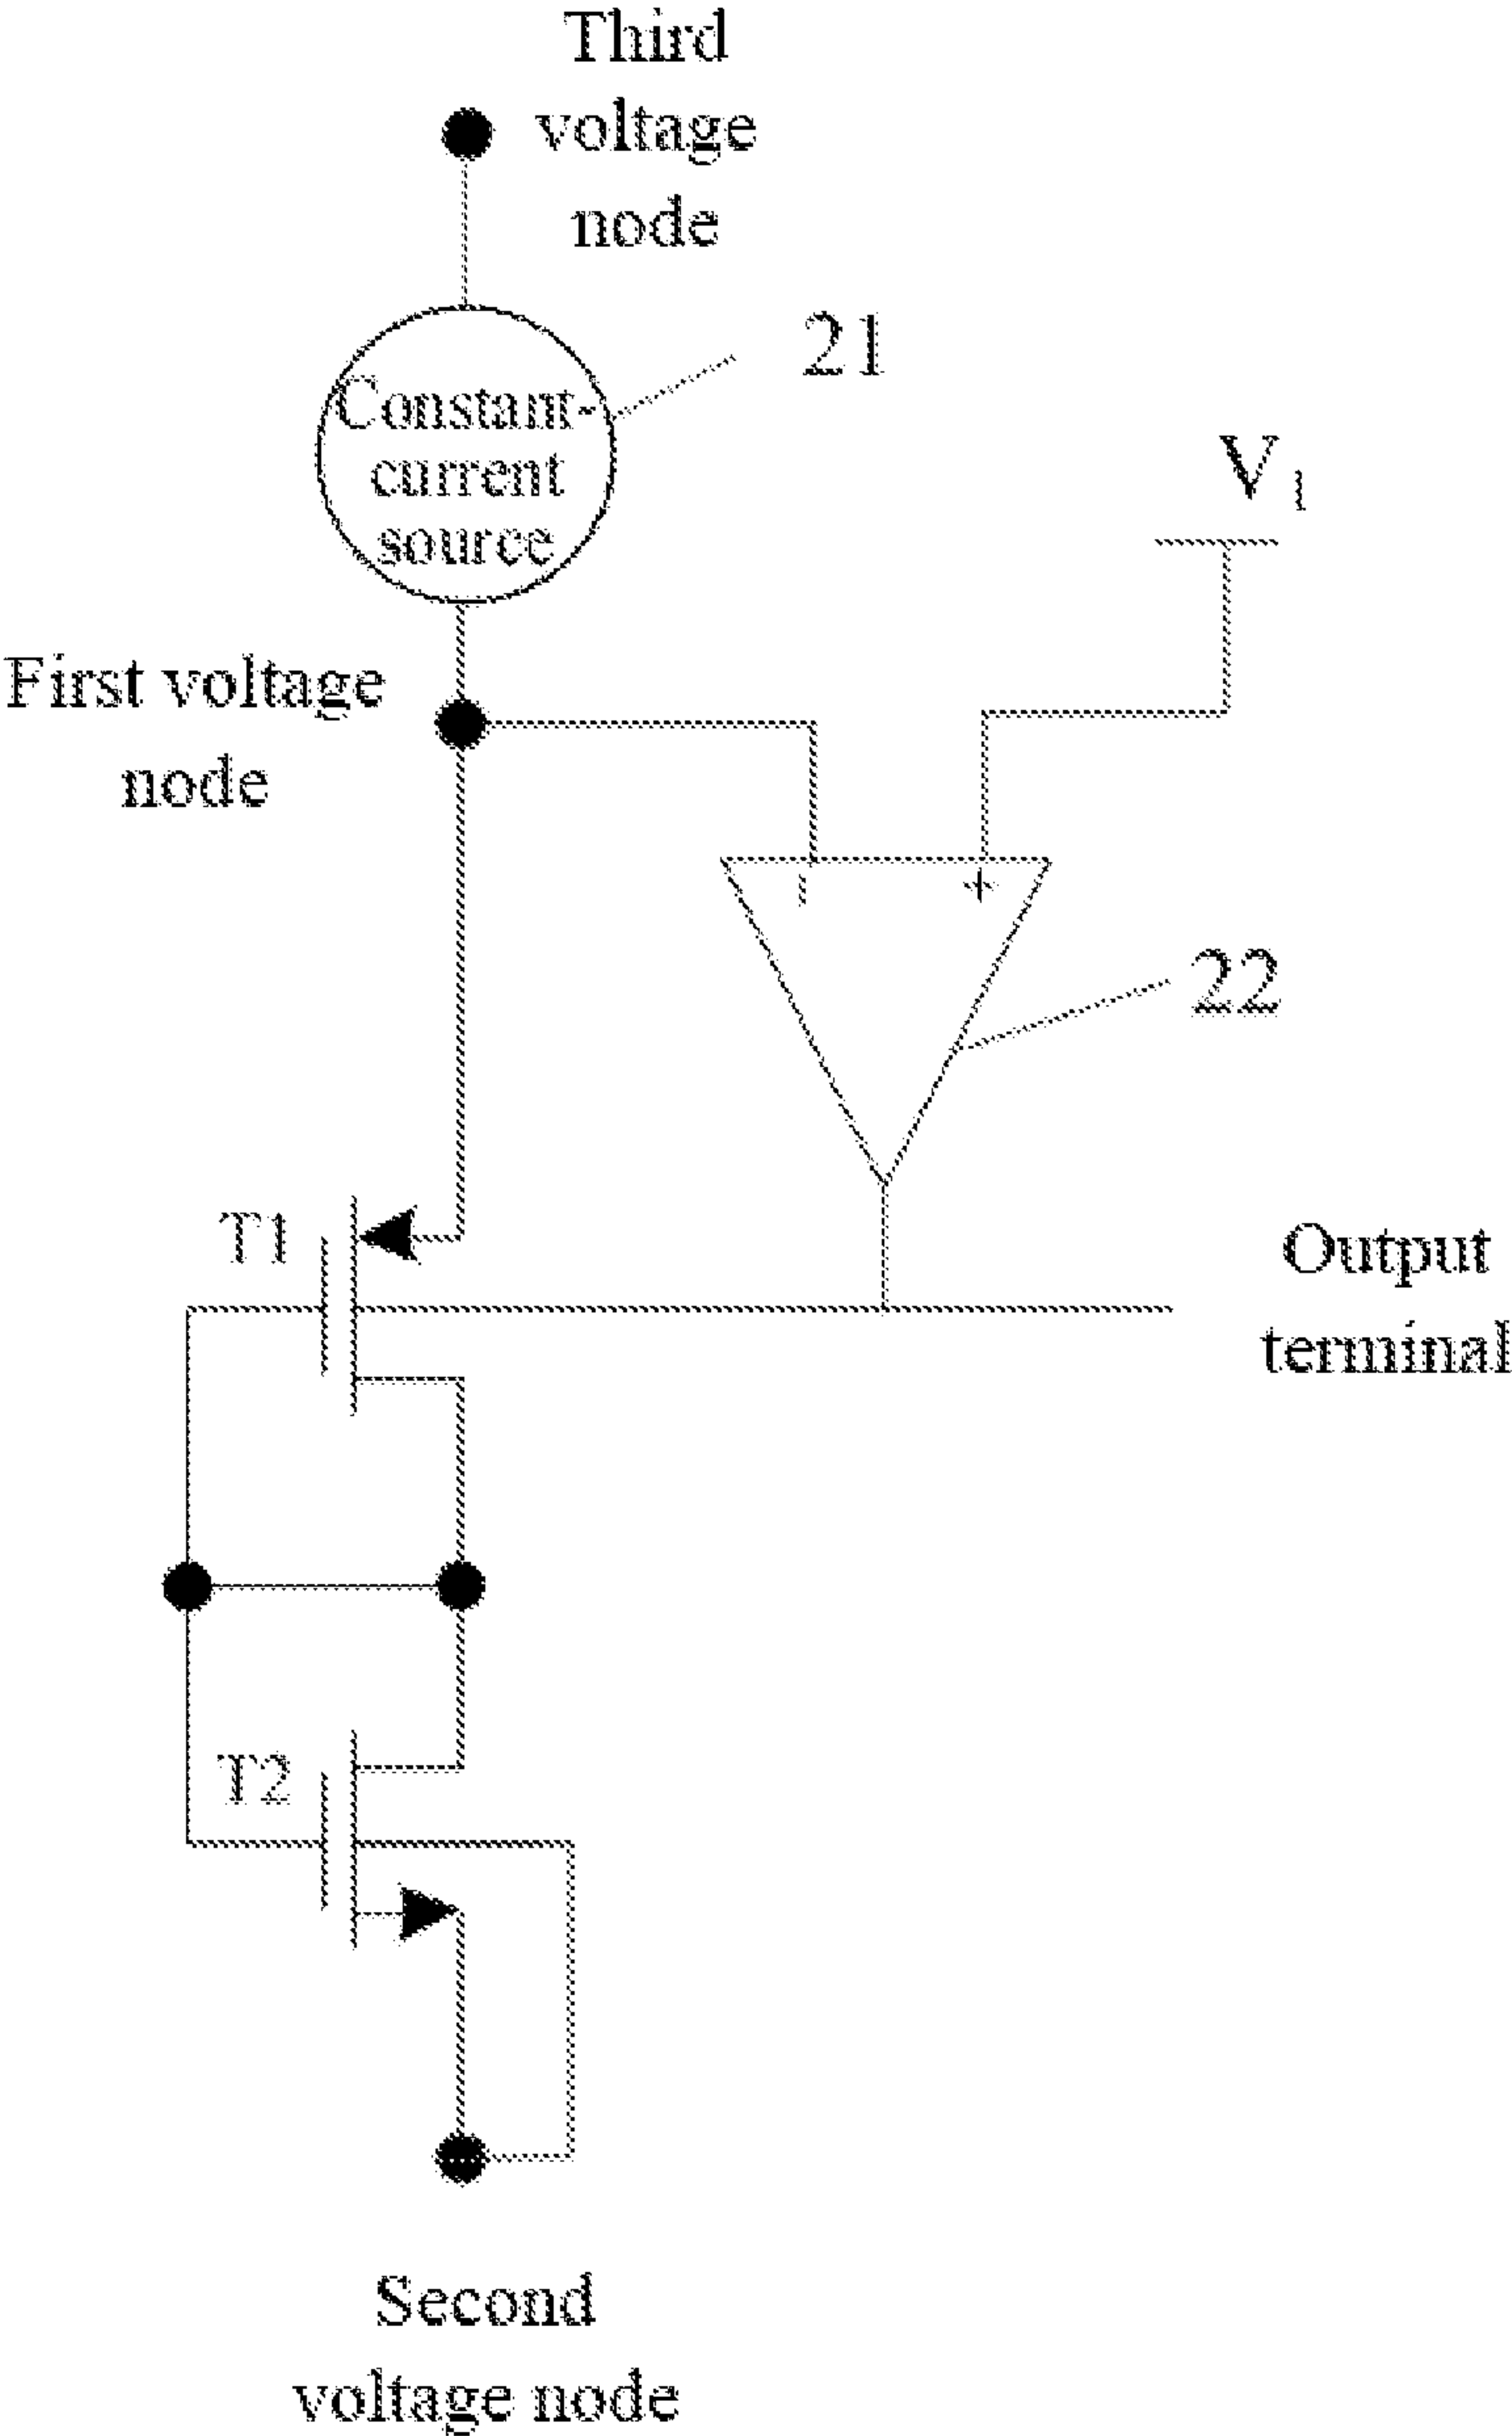 Third
voltage
node
21
Constant-
current
source
V1
First voltage
node
- +
22
T1
Output
terminal
T2
Second
voltage node